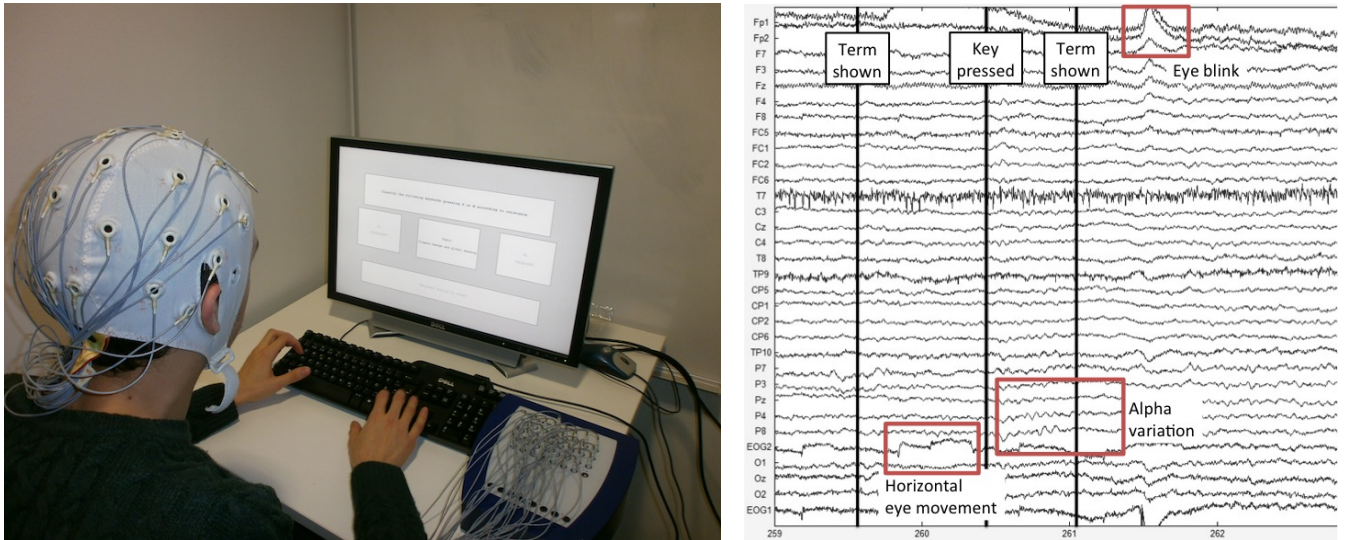 DELL
DELL
Fp1
Fp2
F7
F3
Fz
F4
F8
FC5
FC1
FC2
FC6
T7
C3
Cz
C4
T8
TP9
CP5
CP1
CP2
CP6
TP10
P7
P3
Pz
P4
P8
EOG2
O1
Oz
O2
EOG1
Term
shown
Key
pressed
Term
shown
Eye blink
Alpha
variation
Horizontal
eye movement
259
260
261
262